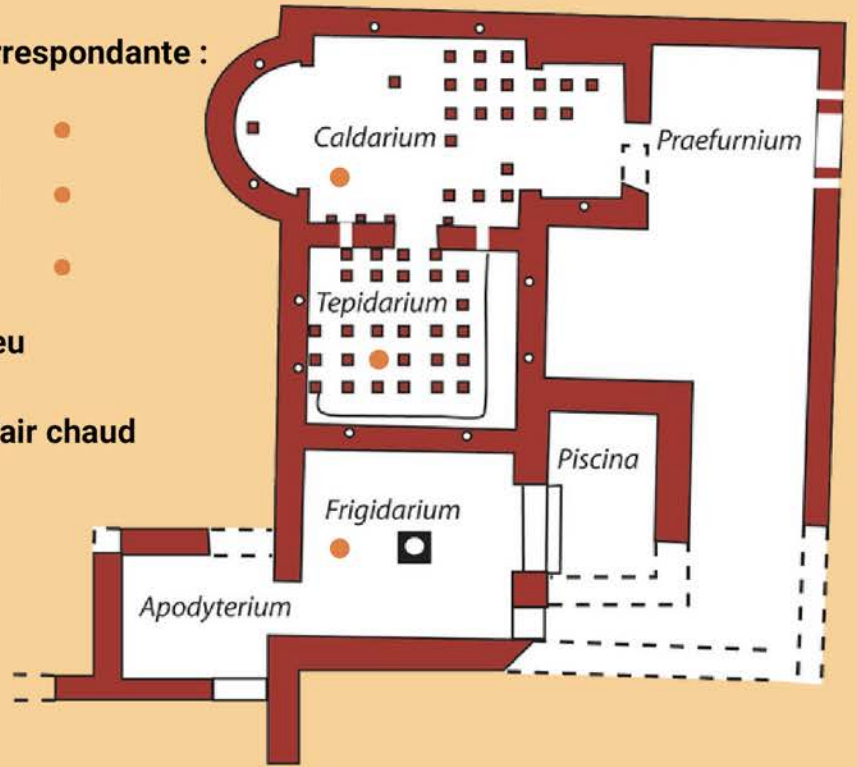 rrespondante :
Caldarium
Praefurnium
Tepidarium
eu
air chaud
Piscina
Frigidarium
Apodyterium